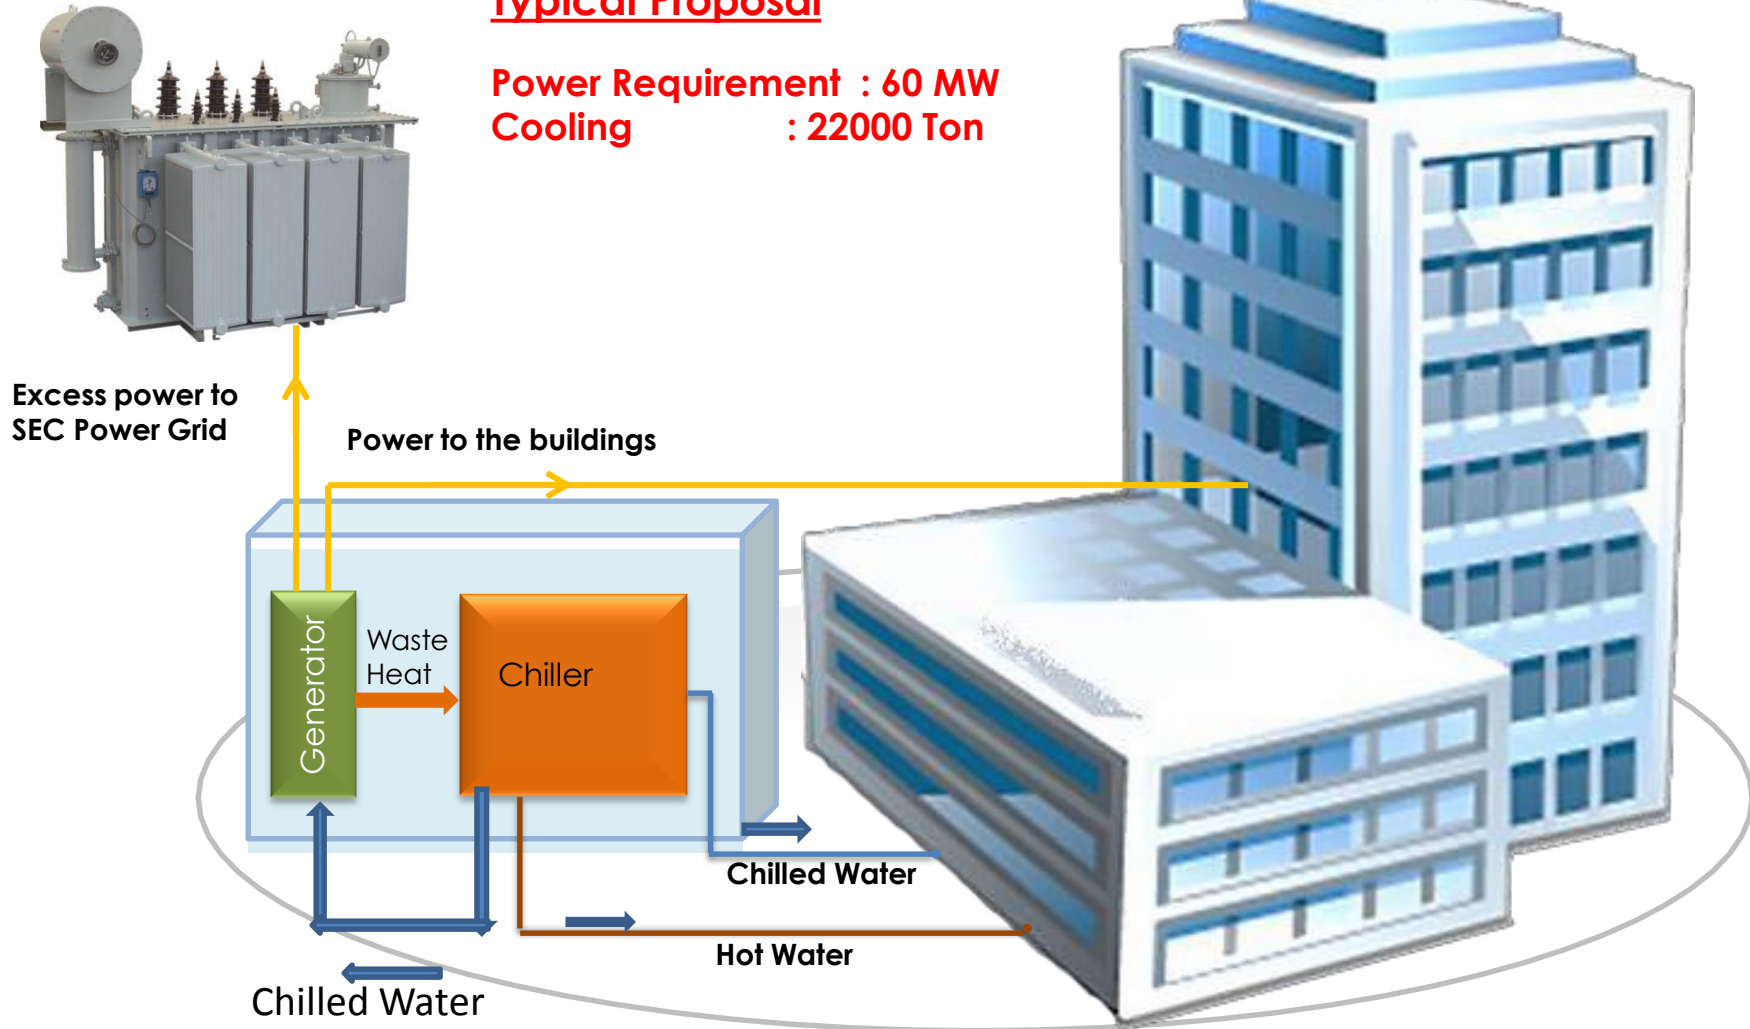 Typical Proposal
Power Requirement : 60 MW
Cooling : 22000 Ton
Excess power to
SEC Power Grid
Power to the buildings
Generator
Waste
Heat
Chiller
Chilled Water
Hot Water
Chilled Water